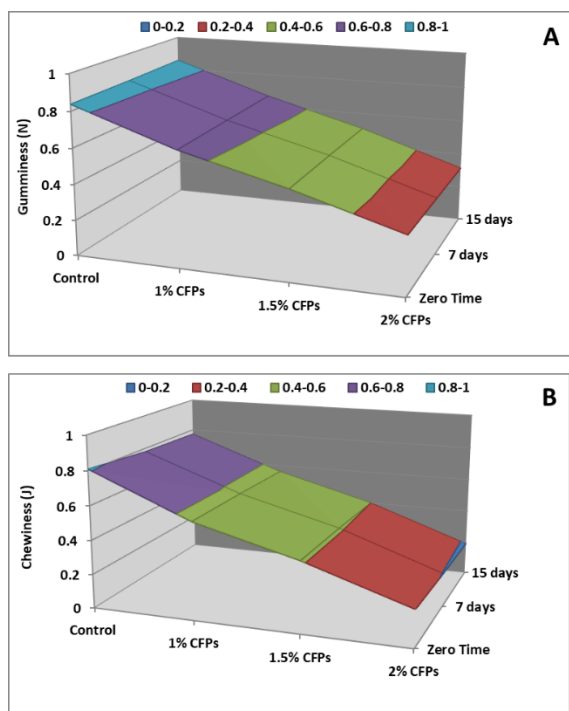 0-0.2 0.2-0.4 0.4-0.6 0.6-0.8 0.8-1
A
1
0.8
0.6
0.4
0.2
0
Gumminess (N)
Control
1% CFPs
1.5% CFPs
2% CFPs
15 days
7 days
Zero Time
0-0.2 0.2-0.4 0.4-0.6 0.6-0.8 0.8-1
B
1
0.8
0.6
0.4
0.2
0
Chewiness (J)
Control
1% CFPs
1.5% CFPs
2% CFPs
15 days
7 days
Zero Time